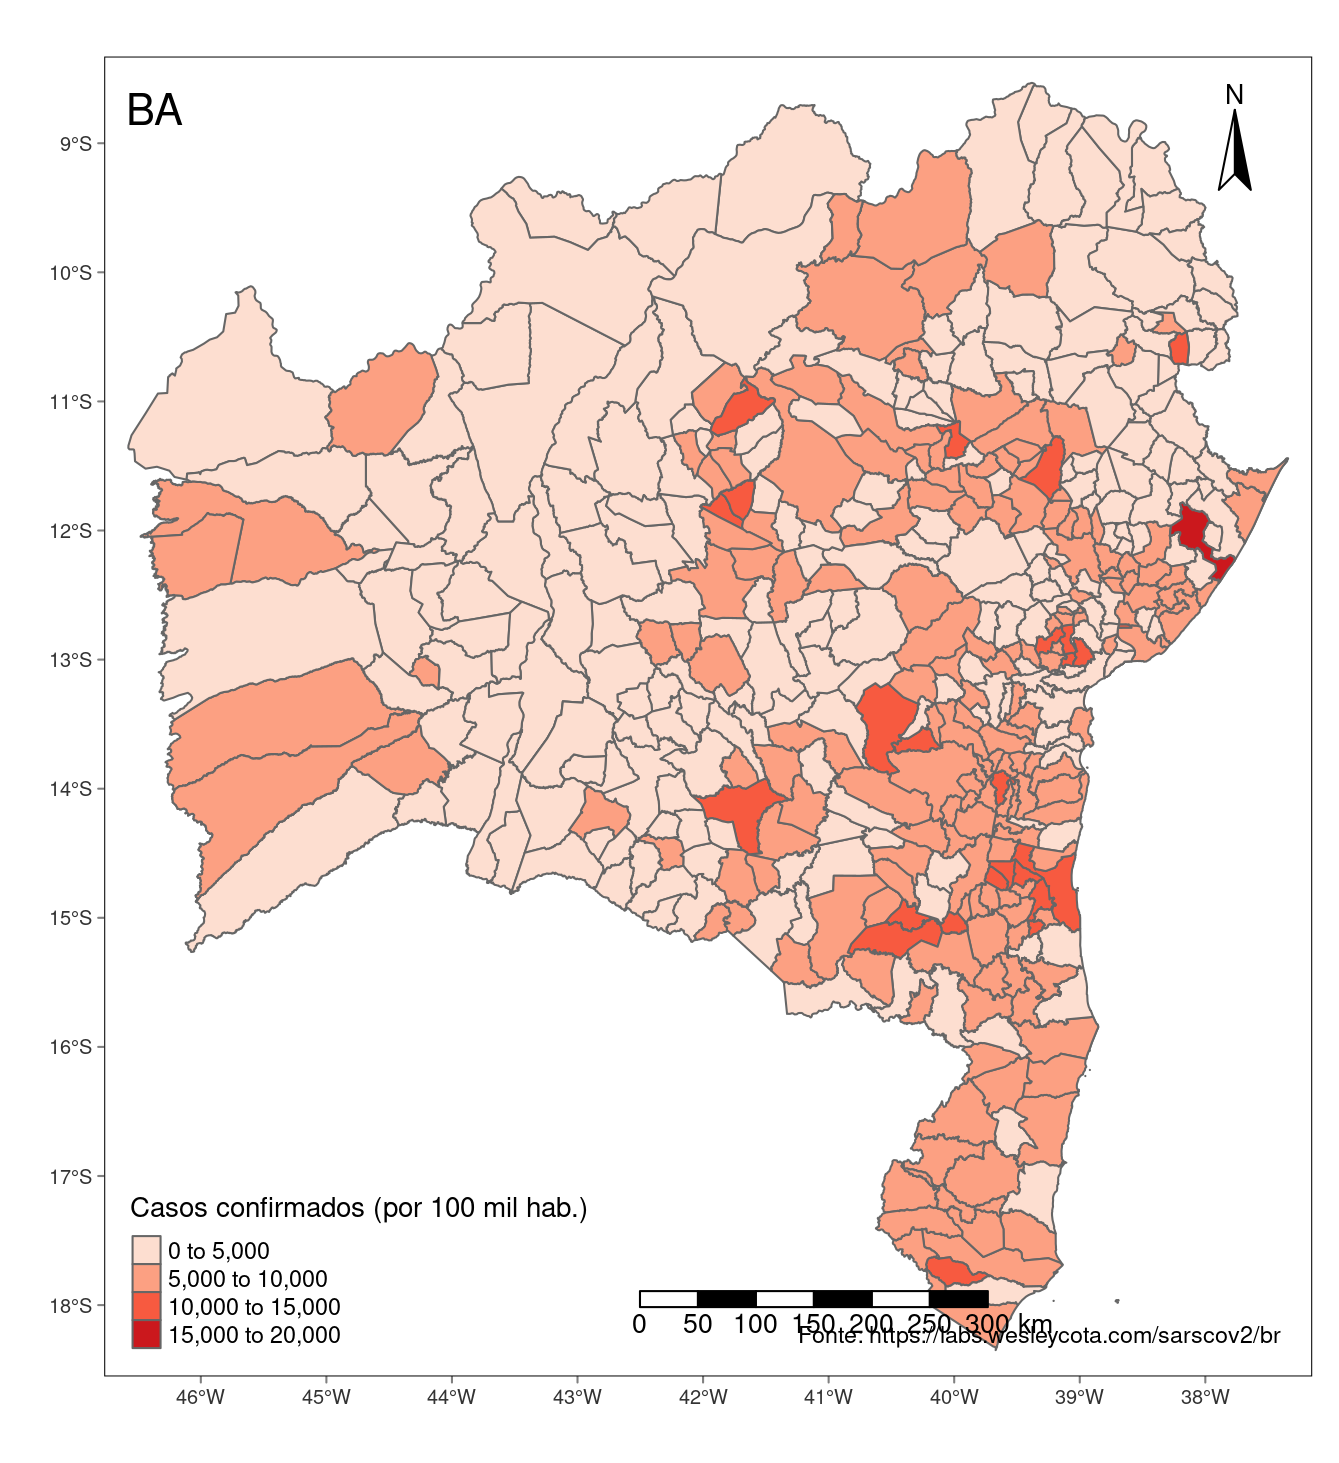 BA
N
9°S
10°S
11°S
12°S
13°S
14°S
15°S
16°S
17°S
18°S
Casos confirmados (por 100 mil hab.)
0 to 5,000
5,000 to 10,000
10,000 to 15,000
15,000 to 20,000
0 50 100 150 200 250 300 km
Fonte: https://labs.wesleycota.com/sarscov2/br
46°W 45°W 44°W 43°W 42°W 41°W 40°W 39°W 38°W